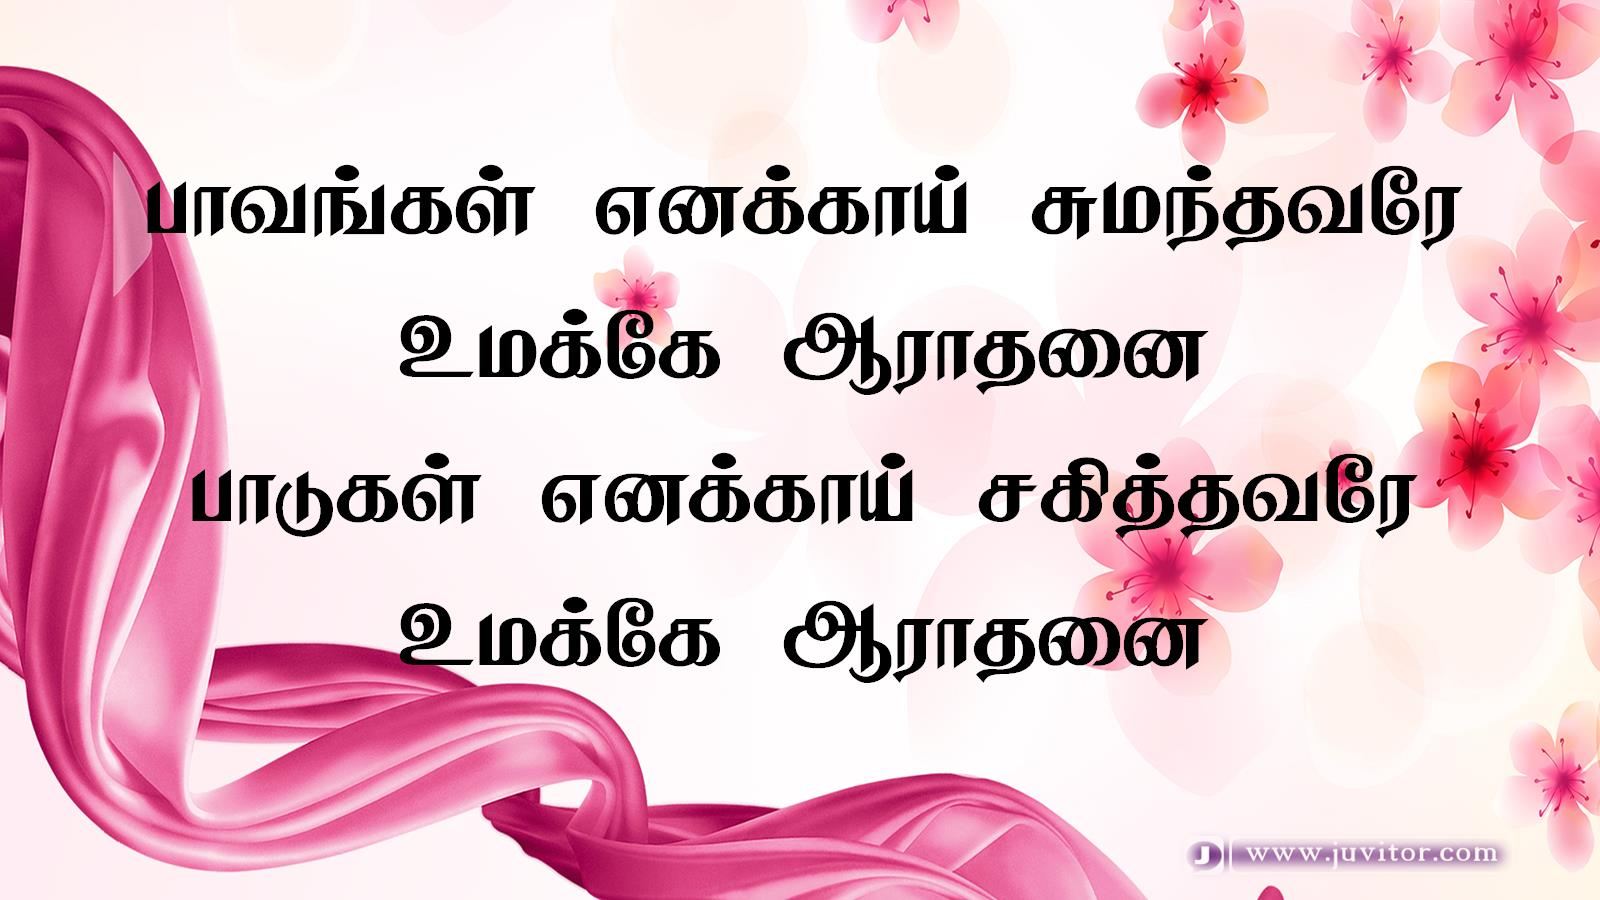 பாவங்கள் எனக்காய் சுமந்தவரே
உமக்கே ஆராதனை
பாடுகள் எனக்காய் சகித்தவரே
உமக்கே ஆராதனை
J www.juvitor.com